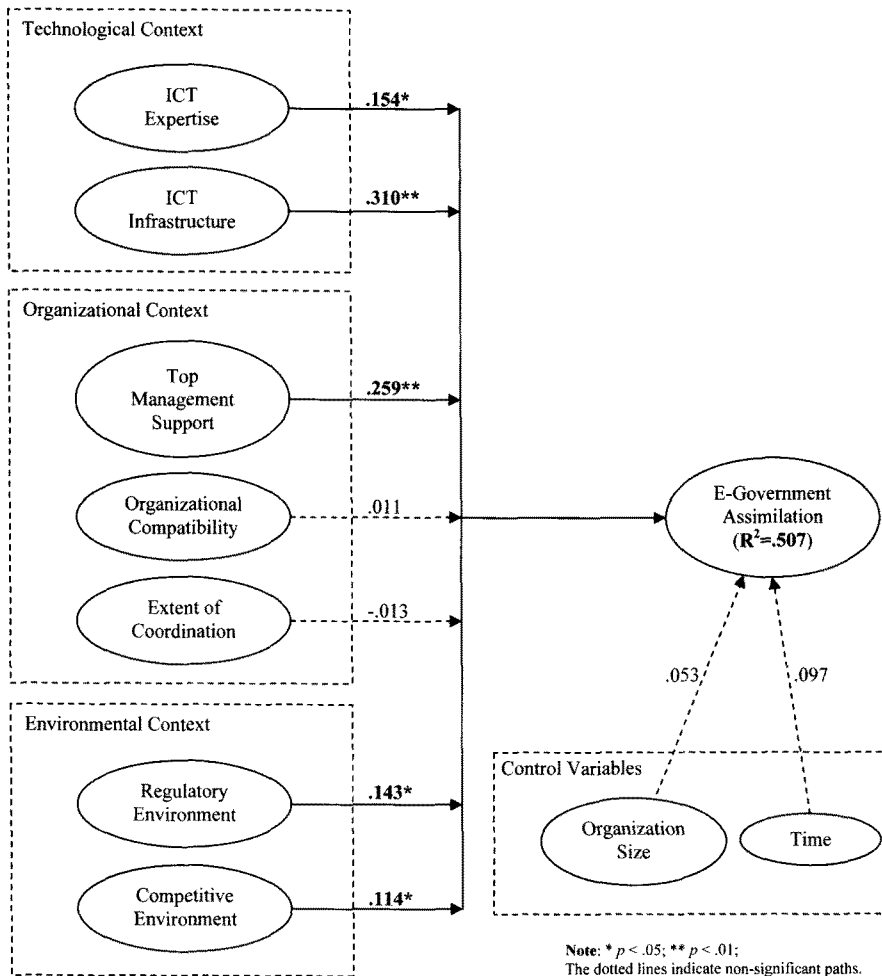 Technological Context
ICT
Expertise
.154*
ICT
Infrastructure
.310**
Organizational Context
Top
Management
Support
.259**
Organizational
Compatibility
.011
Extent of
Coordination
-.013
E-Government
Assimilation
(R²=.507)
.053
.097
Environmental Context
Regulatory
Environment
.143*
Competitive
Environment
.114*
Control Variables
Organization
Size
Time
Note: * p < .05; ** p < .01;
The dotted lines indicate non-significant paths.